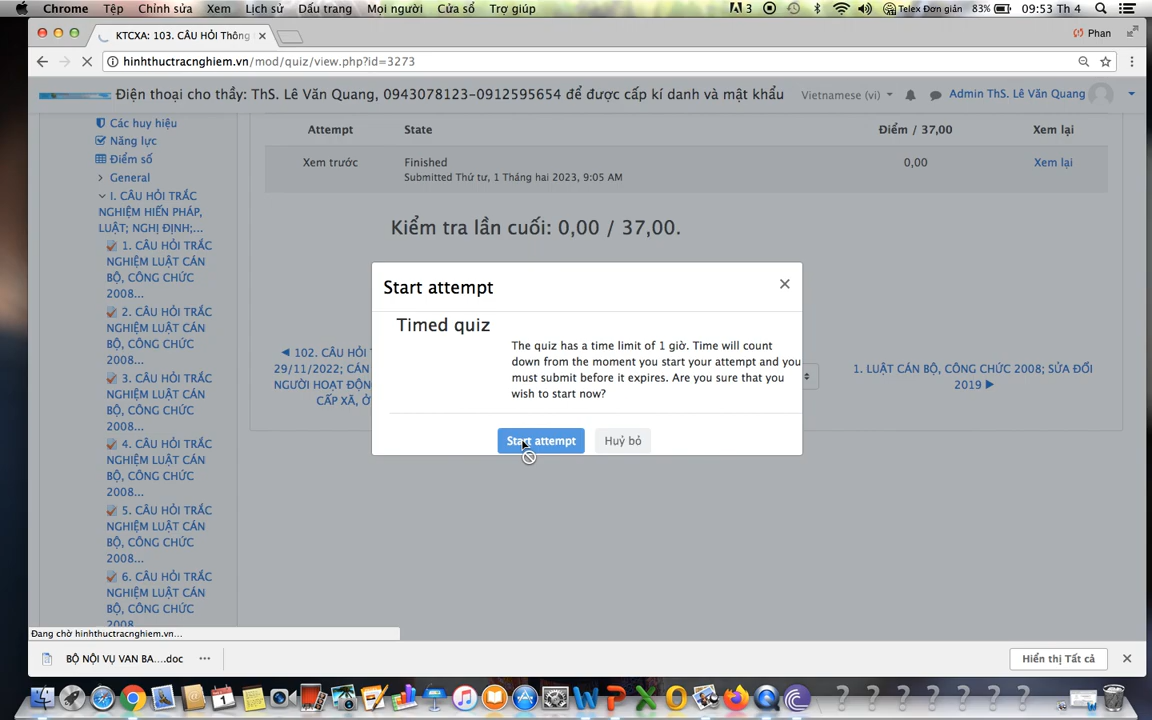 Chrome Tệp Chỉnh sửa Xem Lịch sử Dấu trang Mọi người Cửa sổ Trợ giúp 3 Telex Đơn giản 83% 09:53 Th 4
KTCXA: 103. CÂU HỎI Thông
Phan
hinhthuctracnghiem.vn/mod/quiz/view.php?id=3273
Điện thoại cho thầy: ThS. Lê Văn Quang, 0943078123-0912595654 để được cấp kí danh và mật khẩu Vietnamese (vi) Admin ThS. Lê Văn Quang
Các huy hiệu
Năng lực
Điểm số
General
I. CÂU HỎI TRẮC
NGHIỆM HIẾN PHÁP,
LUẬT; NGHỊ ĐỊNH;...
1. CÂU HỎI TRẮC
NGHIỆM LUẬT CÁN
BỘ, CÔNG CHỨC
2008...
2. CÂU HỎI TRẮC
NGHIỆM LUẬT CÁN
BỘ, CÔNG CHỨC
2008...
3. CÂU HỎI TRẮC
NGHIỆM LUẬT CÁN
BỘ, CÔNG CHỨC
2008...
4. CÂU HỎI TRẮC
NGHIỆM LUẬT CÁN
BỘ, CÔNG CHỨC
2008...
5. CÂU HỎI TRẮC
NGHIỆM LUẬT CÁN
BỘ, CÔNG CHỨC
2008...
6. CÂU HỎI TRẮC
NGHIỆM LUẬT CÁN
BỘ, CÔNG CHỨC
2008
Attempt State Điểm / 37,00 Xem lại
Xem trước Finished 0,00 Xem lại
Submitted Thứ tư, 1 Tháng hai 2023, 9:05 AM
Kiểm tra lần cuối: 0,00 / 37,00.
Start attempt ×
Timed quiz
The quiz has a time limit of 1 giờ. Time will count
down from the moment you start your attempt and you
must submit before it expires. Are you sure that you
wish to start now?
Start attempt Huỷ bỏ
◀ 102. CÂU HỎI
29/11/2022; CÁN
NGƯỜI HOẠT ĐỘN
CẤP XÃ, Ở
1. LUẬT CÁN BỘ, CÔNG CHỨC 2008; SỬA ĐỔI
2019 ▶
Đang chờ hinhthuctracnghiem.vn...
BỘ NỘI VỤ VAN BA....doc
Hiển thị Tất cả